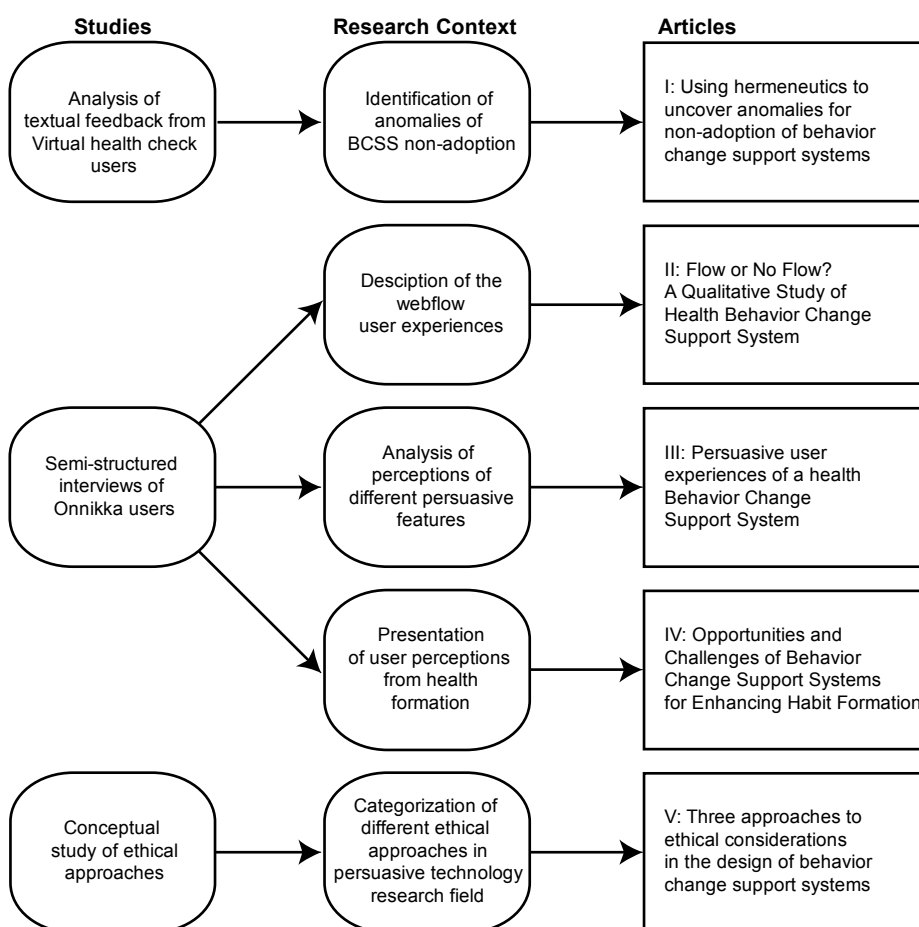 Studies
Research Context
Articles
Analysis of
textual feedback from
Virtual health check
users
Identification of
anomalies of
BCSS non-adoption
I: Using hermeneutics to
uncover anomalies for
non-adoption of behavior
change support systems
Desciption of the
webflow
user experiences
II: Flow or No Flow?
A Qualitative Study of
Health Behavior Change
Support System
Semi-structured
interviews of
Onnikka users
Analysis of
perceptions of
different persuasive
features
III: Persuasive user
experiences of a health
Behavior Change
Support System
Presentation
of user perceptions
from health
formation
IV: Opportunities and
Challenges of Behavior
Change Support Systems
for Enhancing Habit Formation
Conceptual
study of ethical
approaches
Categorization of
different ethical
approaches in
persuasive technology
research field
V: Three approaches to
ethical considerations
in the design of behavior
change support systems